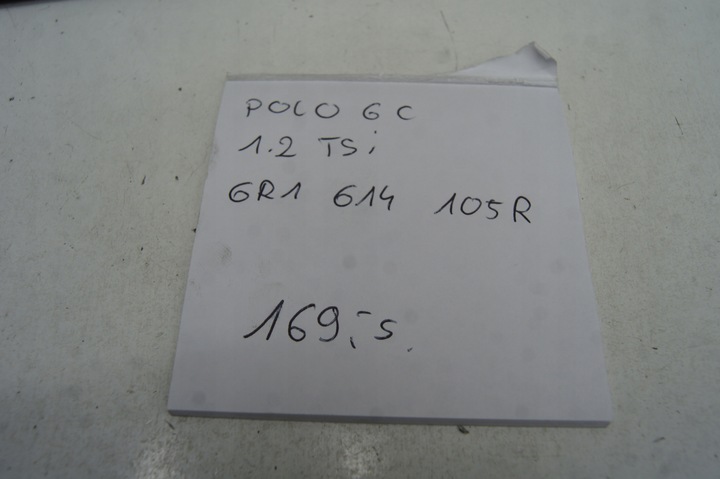 POLO 6C
1.2 TSi
6R1 614 105R
169,-s.